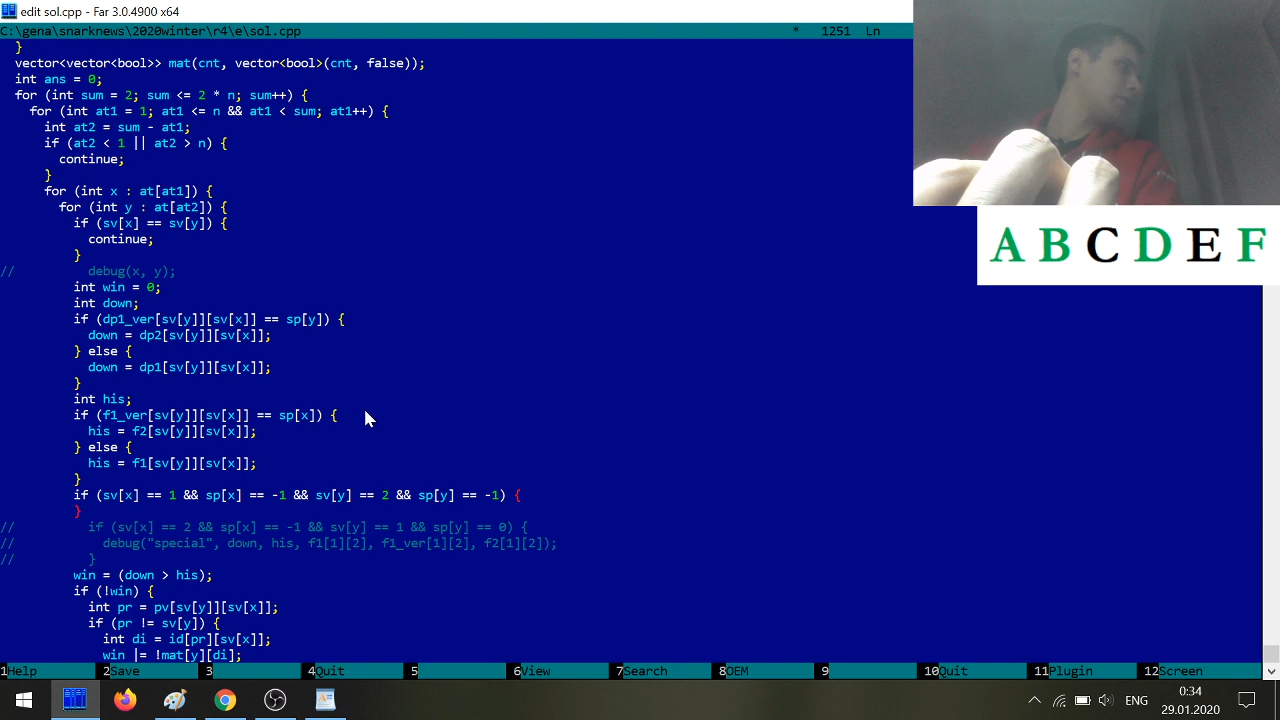 edit sol.cpp - Far 3.0.4900 x64
C:\gena\snarknews\2020winter\r4\e\sol.cpp * 1251 Ln
}
vector<vector<bool>> mat(cnt, vector<bool>(cnt, false));
int ans = 0;
for (int sum = 2; sum <= 2 * n; sum++) {
for (int at1 = 1; at1 <= n && at1 < sum; at1++) {
int at2 = sum - at1;
if (at2 < 1 || at2 > n) {
continue;
}
for (int x : at[at1]) {
for (int y : at[at2]) {
if (sv[x] == sv[y]) {
continue;
}
// debug(x, y);
int win = 0;
int down;
if (dp1_ver[sv[y]][sv[x]] == sp[y]) {
down = dp2[sv[y]][sv[x]];
} else {
down = dp1[sv[y]][sv[x]];
}
int his;
if (f1_ver[sv[y]][sv[x]] == sp[x]) {
his = f2[sv[y]][sv[x]];
} else {
his = f1[sv[y]][sv[x]];
}
if (sv[x] == 1 && sp[x] == -1 && sv[y] == 2 && sp[y] == -1) {
}
// if (sv[x] == 2 && sp[x] == -1 && sv[y] == 1 && sp[y] == 0) {
// debug("special", down, his, f1[1][2], f1_ver[1][2], f2[1][2]);
// }
win = (down > his);
if (!win) {
int pr = pv[sv[y]][sv[x]];
if (pr != sv[y]) {
int di = id[pr][sv[x]];
win |= !mat[y][di];
1Help 2Save 3 4Quit 5 6View 7Search 8OEM 9 10Quit 11Plugin 12Screen
A B C D E F
ENG
0:34
29.01.2020